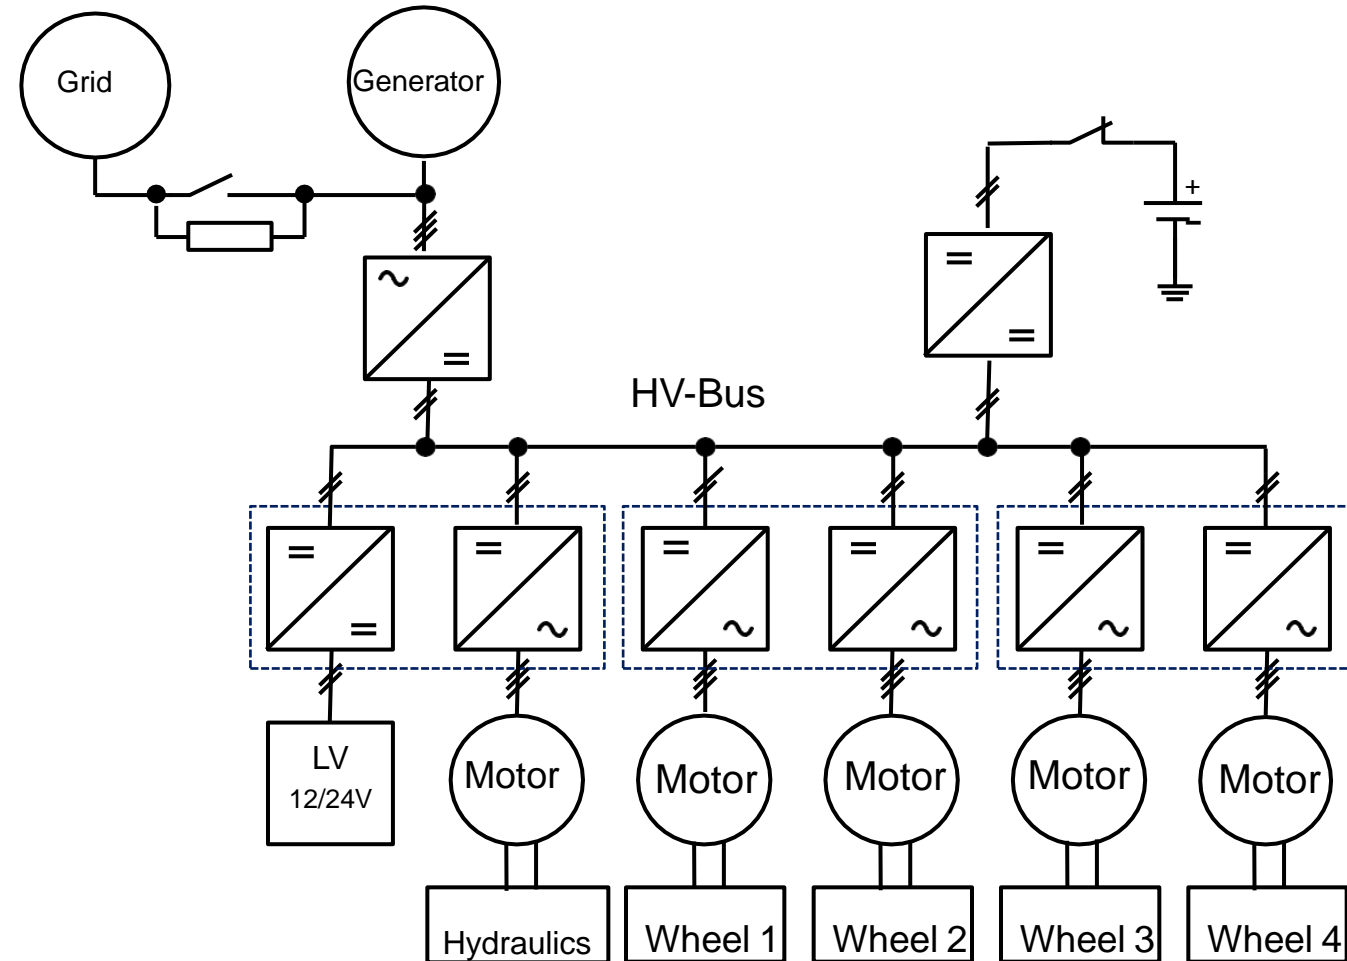 Grid
Generator
+
-
HV-Bus
LV
12/24V
Motor
Motor
Motor
Motor
Motor
Hydraulics
Wheel 1
Wheel 2
Wheel 3
Wheel 4